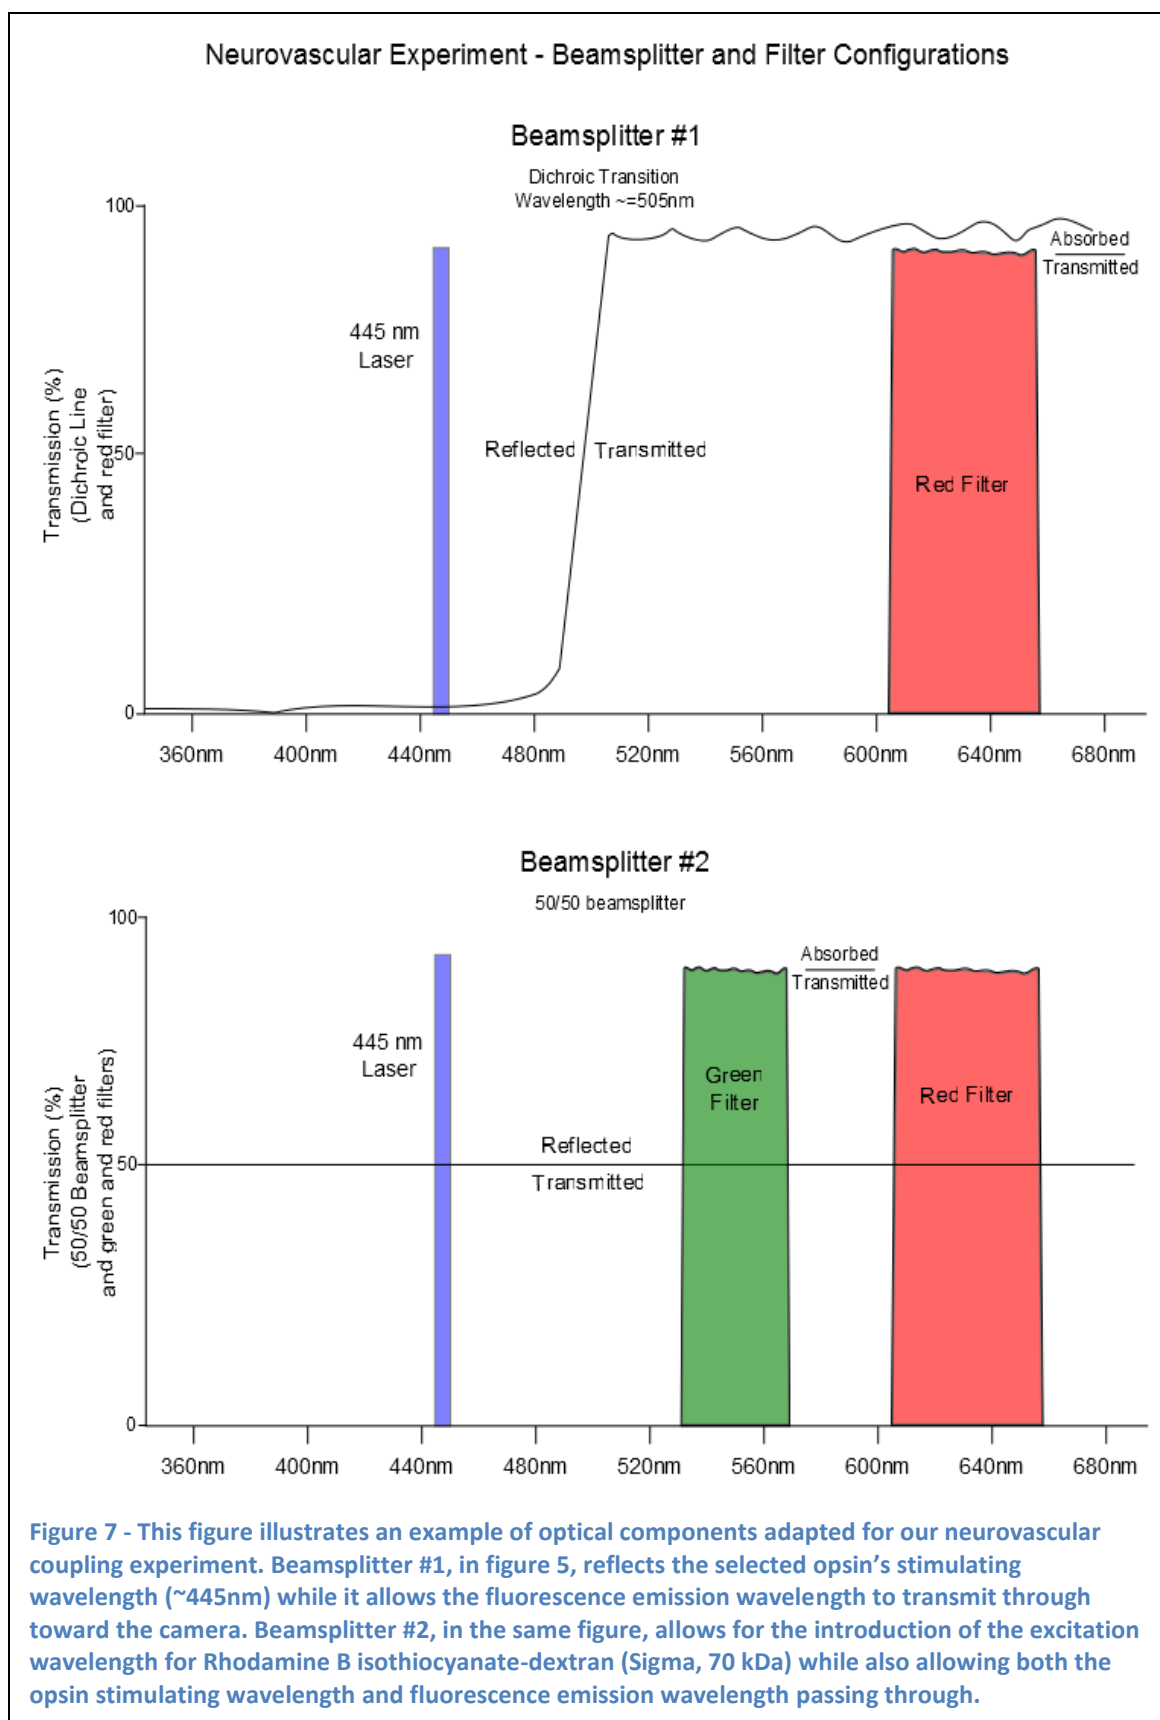 Neurovascular Experiment - Beamsplitter and Filter Configurations
Beamsplitter #1
Dichroic Transition
Wavelength ~=505nm
100
Absorbed
Transmitted
445 nm
Laser
Transmission (%)
(Dichroic Line
and red filter)
50
Reflected
Transmitted
Red Filter
0
360nm
400nm
440nm
480nm
520nm
560nm
600nm
640nm
680nm
Beamsplitter #2
50/50 beamsplitter
100
Absorbed
Transmitted
445 nm
Laser
Green
Filter
Red Filter
Transmission (%)
(50/50 Beamsplitter
and green and red filters)
50
Reflected
Transmitted
0
360nm
400nm
440nm
480nm
520nm
560nm
600nm
640nm
680nm
Figure 7 - This figure illustrates an example of optical components adapted for our neurovascular
coupling experiment. Beamsplitter #1, in figure 5, reflects the selected opsin’s stimulating
wavelength (~445nm) while it allows the fluorescence emission wavelength to transmit through
toward the camera. Beamsplitter #2, in the same figure, allows for the introduction of the excitation
wavelength for Rhodamine B isothiocyanate-dextran (Sigma, 70 kDa) while also allowing both the
opsin stimulating wavelength and fluorescence emission wavelength passing through.